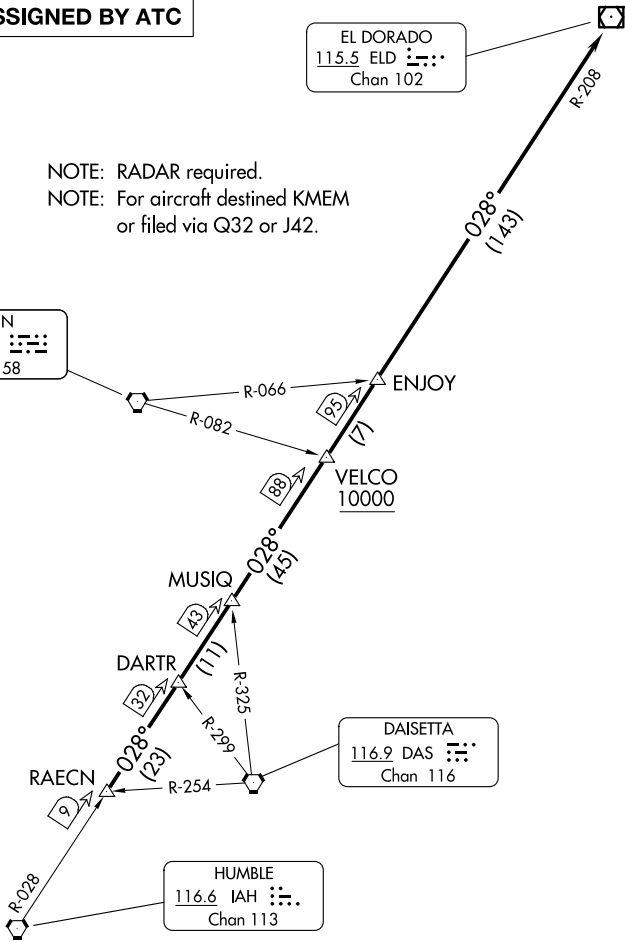 SSIGNED BY ATC
EL DORADO
115.5 ELD
Chan 102
R-208
NOTE: RADAR required.
NOTE: For aircraft destined KMEM
or filed via Q32 or J42.
028°
(143)
N
58
R-066
ENJOY
95
R-082
(7)
VELCO
10000
88
028°
(45)
MUSIQ
43
(11)
DARTR
R-325
32
R-299
028°
(23)
DAISETTA
116.9 DAS
Chan 116
RAECN
R-254
9
R-028
HUMBLE
116.6 IAH
Chan 113